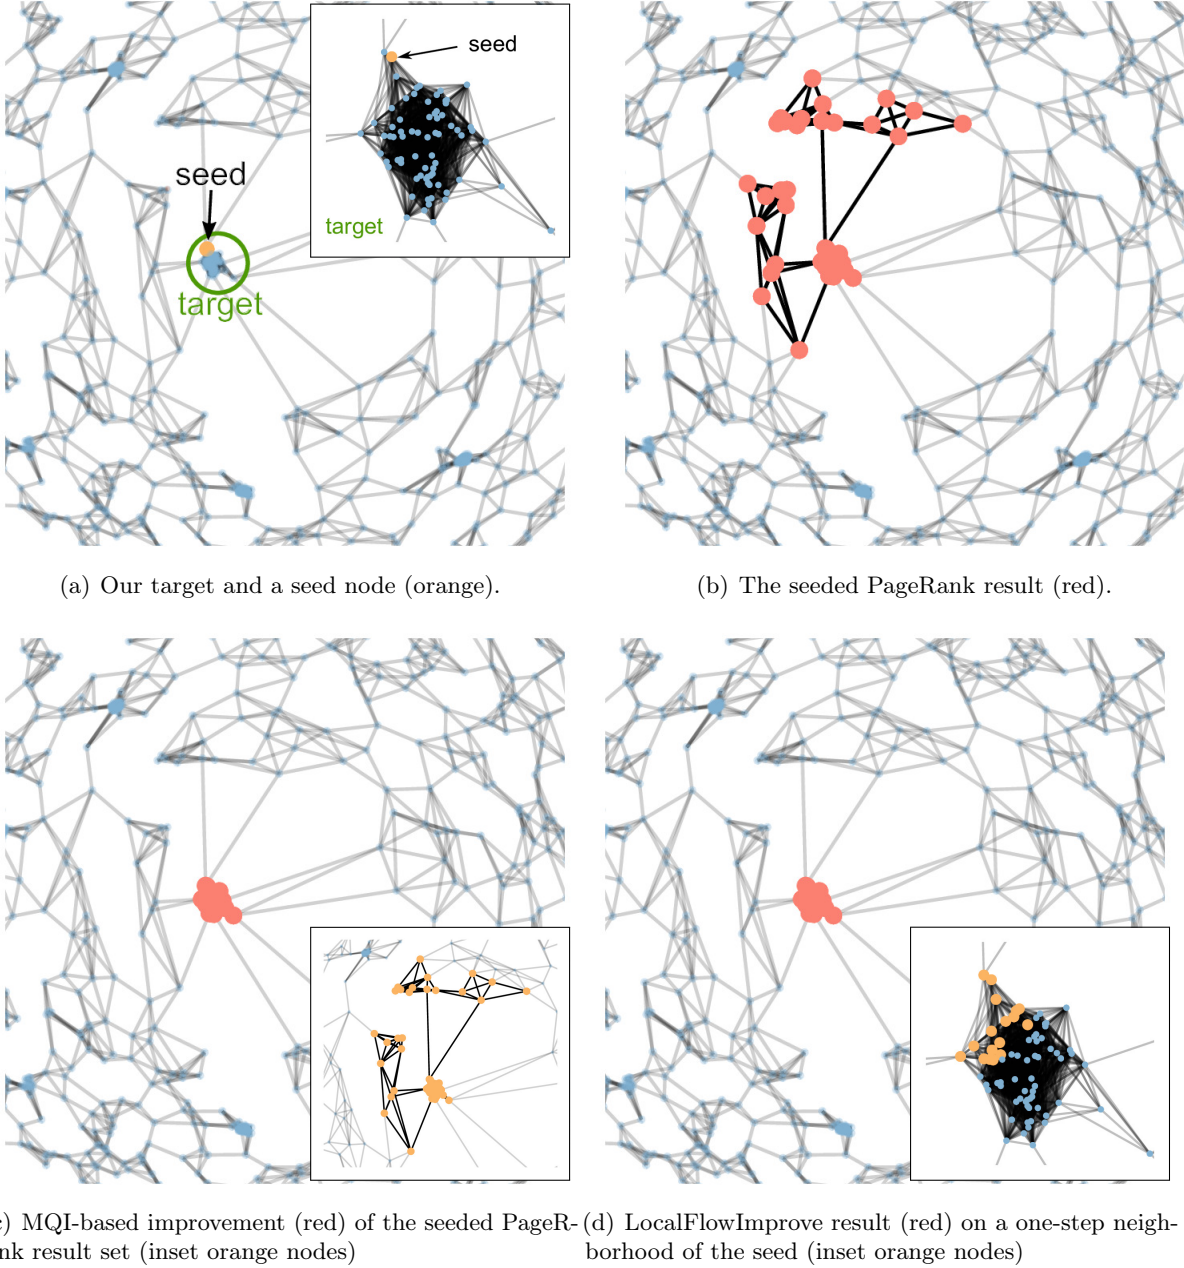 seed
target
seed
target
(a) Our target and a seed node (orange).
(b) The seeded PageRank result (red).
) MQI-based improvement (red) of the seeded PageR-
nk result set (inset orange nodes)
(d) LocalFlowImprove result (red) on a one-step neigh-
borhood of the seed (inset orange nodes)